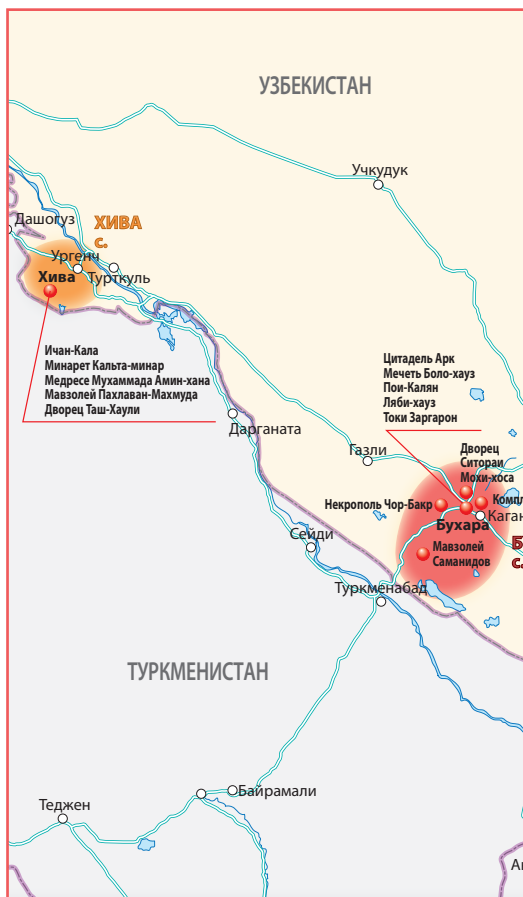 УЗБЕКИСТАН
Учкудук
Дашогуз
ХИВА
с.
Ургенч
Хива
Турткуль
Ичан-Кала
Минарет Кальта-минар
Медресе Мухаммада Амин-хана
Мавзолей Пахлаван-Махмуда
Дворец Таш-Хаули
Цитадель Арк
Мечеть Боло-хауз
Пои-Калян
Ляби-хауз
Токи Заргарон
Дарганата
Газли
Дворец
Ситораи
Мохи-хоса
Некрополь Чор-Бакр
Компл
Каган
Бухара
Б
с.
Сейди
Мавзолей
Саманидов
Туркменабад
ТУРКМЕНИСТАН
Байрамали
Теджен